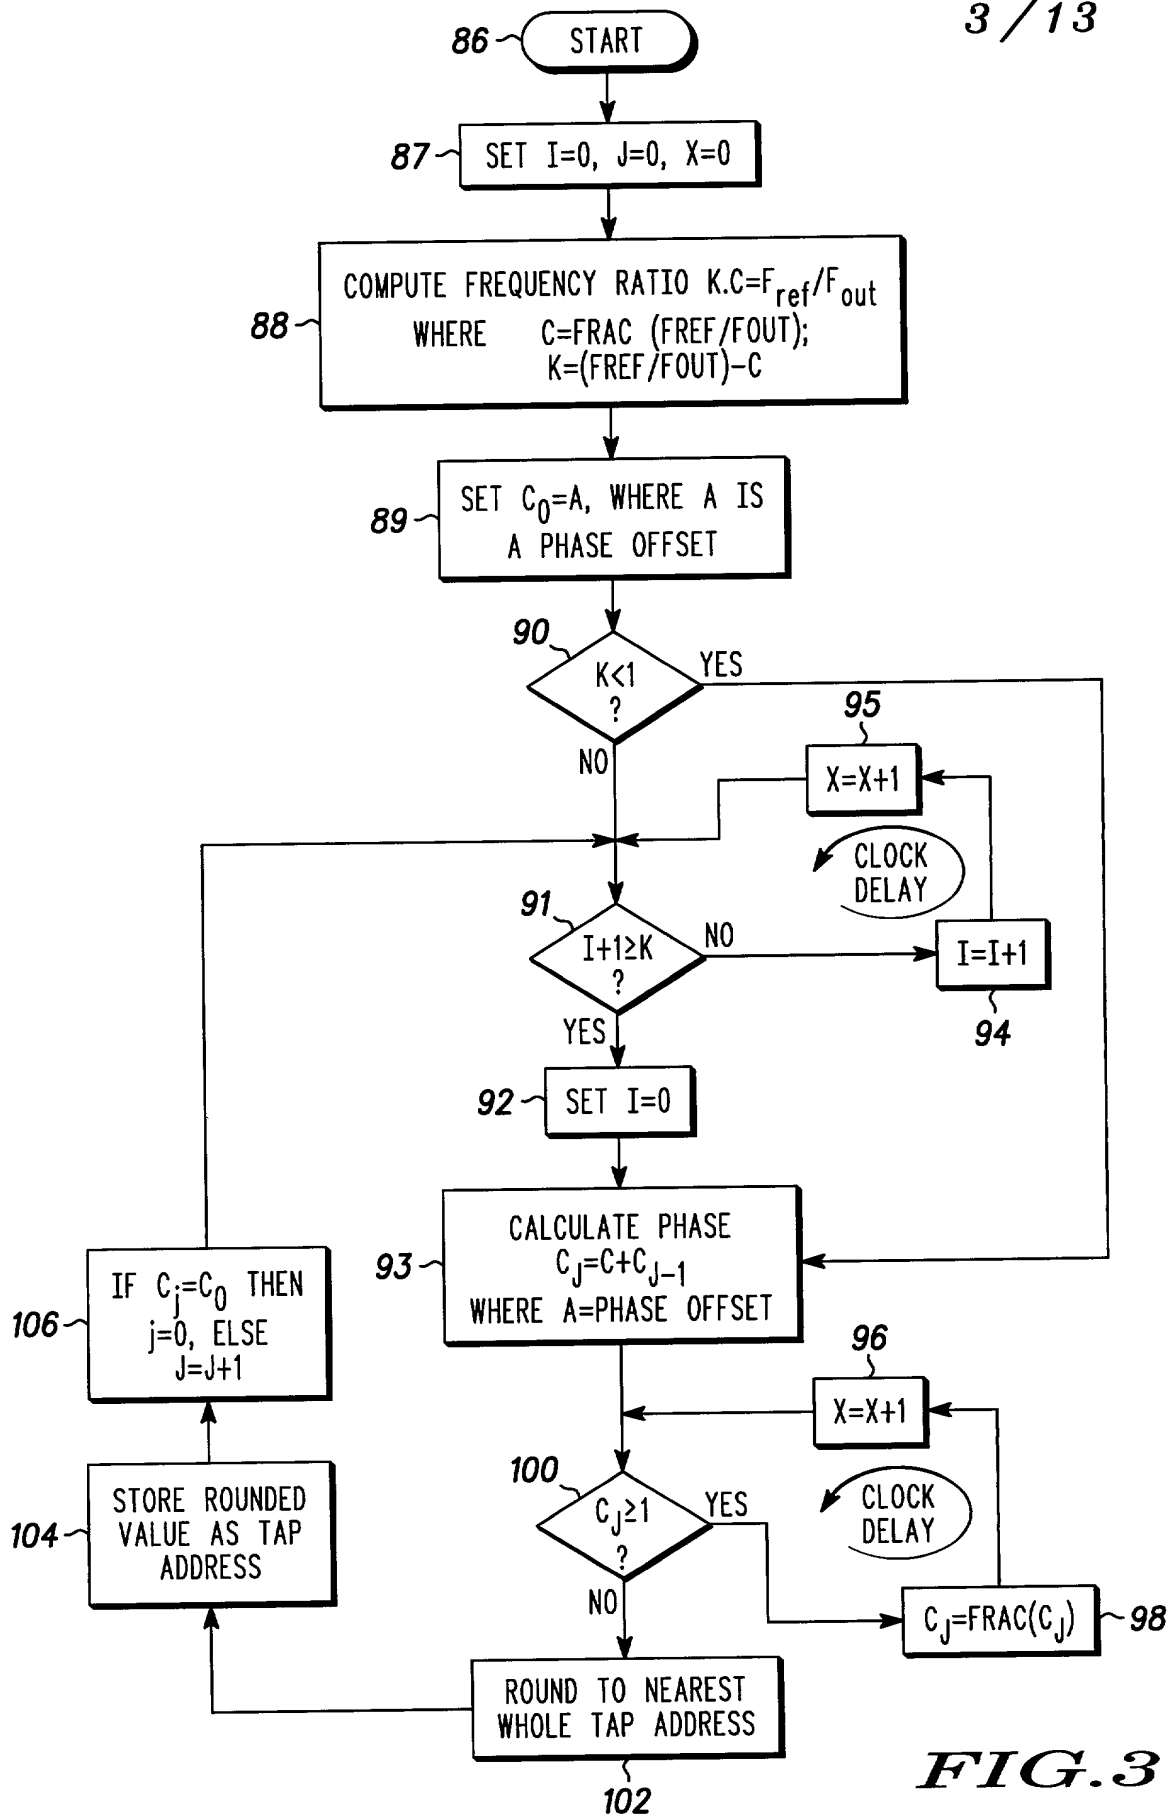 3/13
86 START
87 SET I=0, J=0, X=0
COMPUTE FREQUENCY RATIO K.C=Fref/Fout
88 WHERE C=FRAC (FREF/FOUT);
K=(FREF/FOUT)-C
SET C0=A, WHERE A IS
89
A PHASE OFFSET
90
K<1
?
YES
NO
95
X=X+1
CLOCK
DELAY
91
I+1≥K
?
NO
YES
I=I+1
94
92 SET I=0
CALCULATE PHASE
93 CJ=C+CJ-1
WHERE A=PHASE OFFSET
IF Cj=C0 THEN
106 j=0, ELSE
J=J+1
96
X=X+1
CLOCK
DELAY
100
CJ≥1
?
YES
NO
CJ=FRAC(CJ) 98
STORE ROUNDED
104 VALUE AS TAP
ADDRESS
ROUND TO NEAREST
WHOLE TAP ADDRESS
102
FIG.3